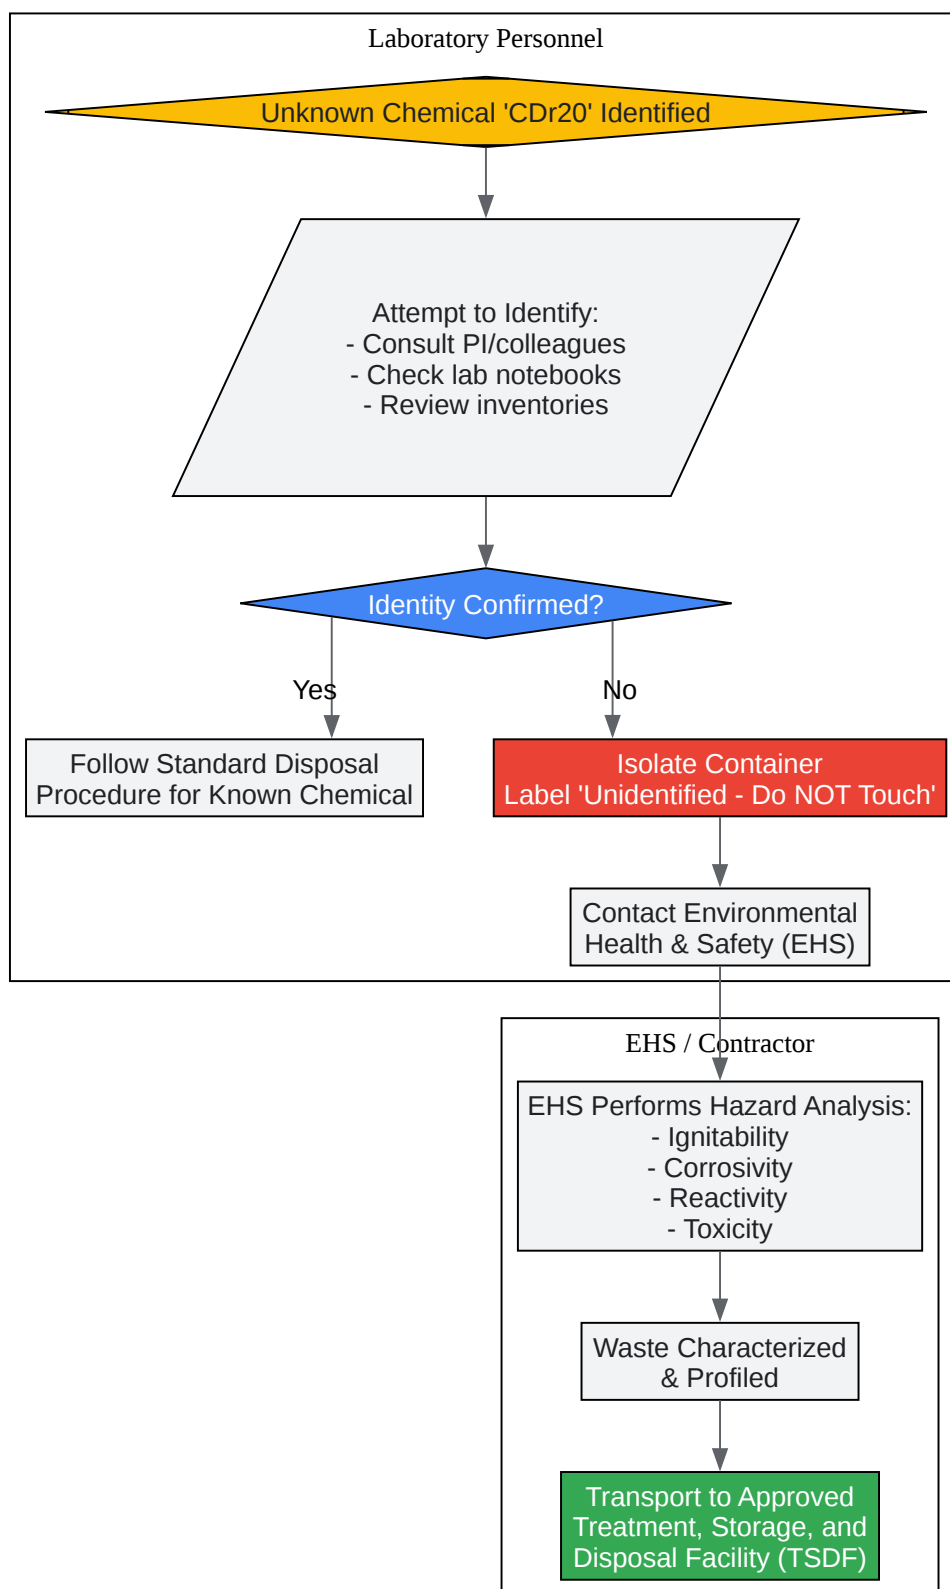 Laboratory Personnel
Unknown Chemical 'CDr20' Identified
Attempt to Identify:
- Consult PI/colleagues
- Check lab notebooks
- Review inventories
Identity Confirmed?
Yes
No
Follow Standard Disposal
Procedure for Known Chemical
Isolate Container
Label 'Unidentified - Do NOT Touch'
Contact Environmental
Health & Safety (EHS)
EHS / Contractor
EHS Performs Hazard Analysis:
- Ignitability
- Corrosivity
- Reactivity
- Toxicity
Waste Characterized
& Profiled
Transport to Approved
Treatment, Storage, and
Disposal Facility (TSDF)